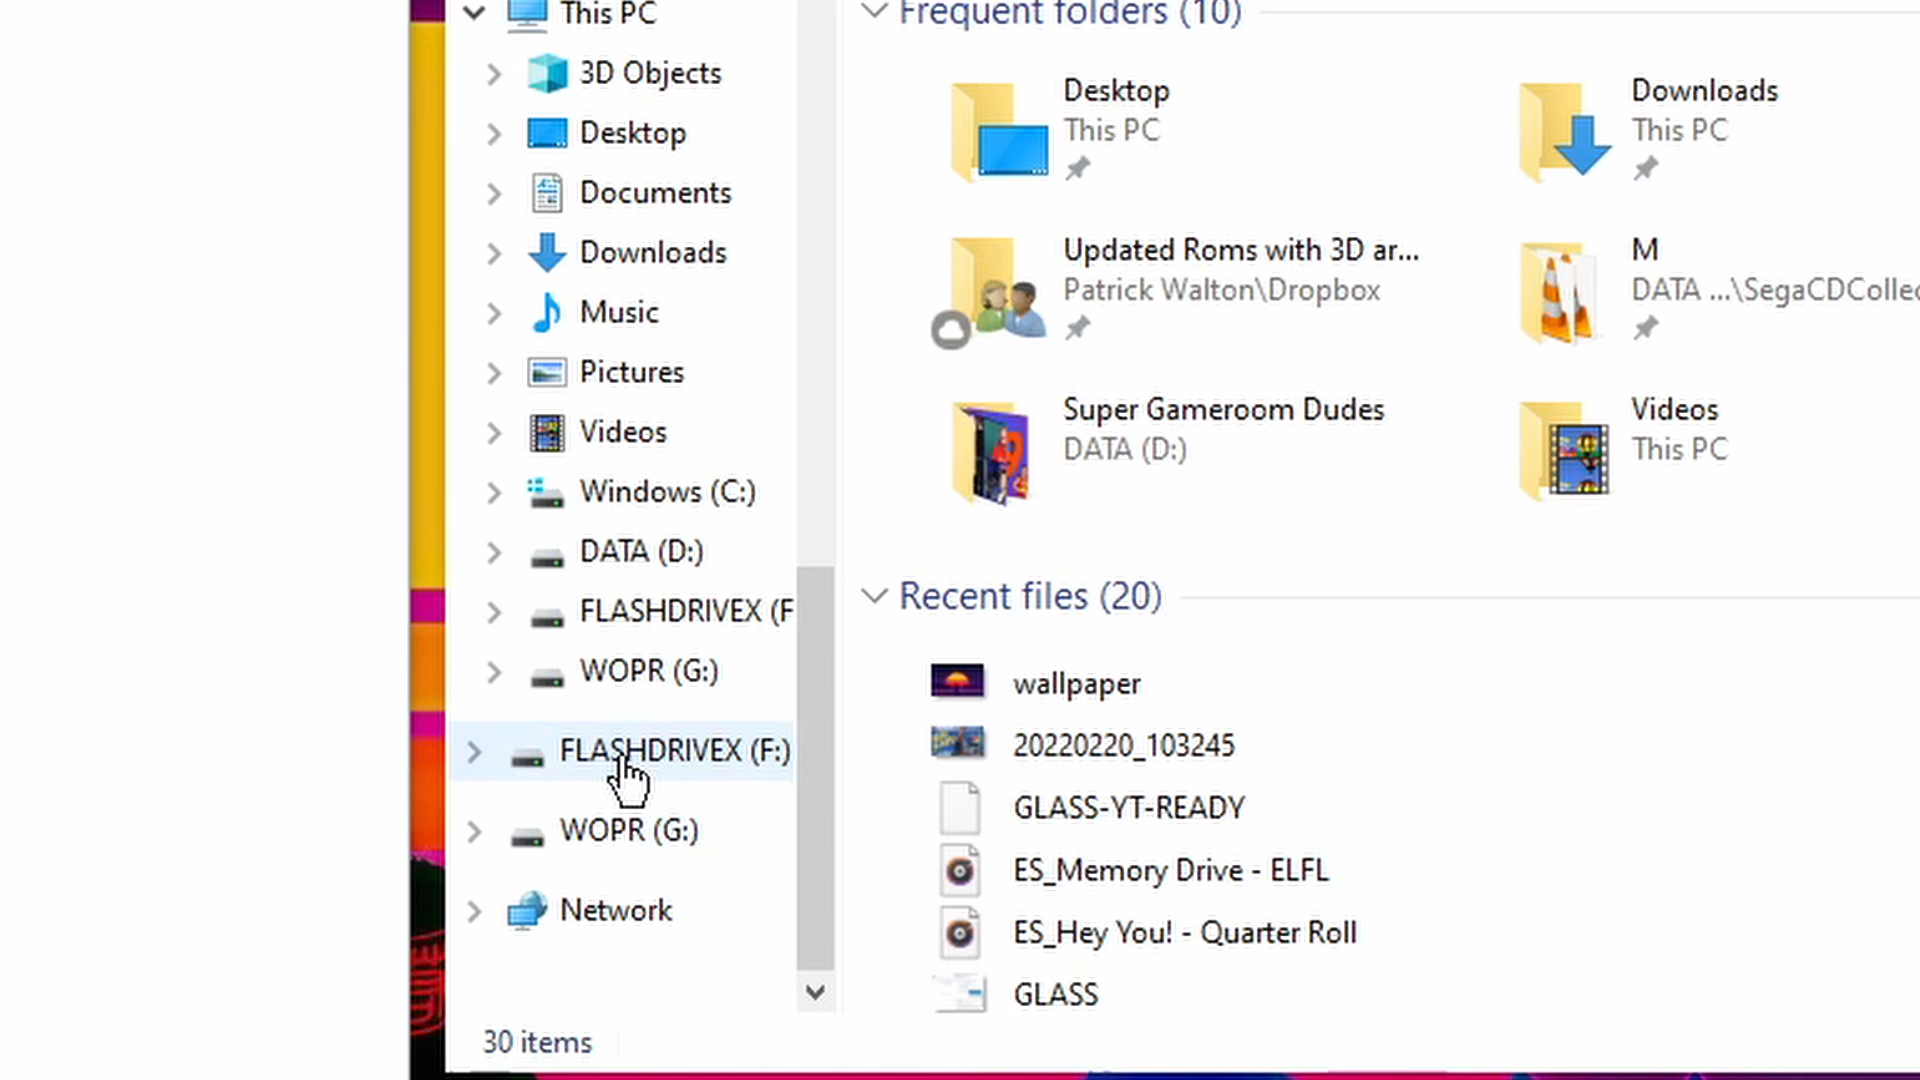 This PC
3D Objects
Desktop
Documents
Downloads
Music
Pictures
Videos
Windows (C:)
DATA (D:)
FLASHDRIVEX (F
WOPR (G:)
FLASHDRIVEX (F:)
WOPR (G:)
Network
30 items
Frequent folders (10)
Desktop
This PC
Downloads
This PC
Updated Roms with 3D ar...
Patrick Walton\Dropbox
M
DATA ...\SegaCDCollec
Super Gameroom Dudes
DATA (D:)
Videos
This PC
Recent files (20)
wallpaper
20220220_103245
GLASS-YT-READY
ES_Memory Drive - ELFL
ES_Hey You! - Quarter Roll
GLASS